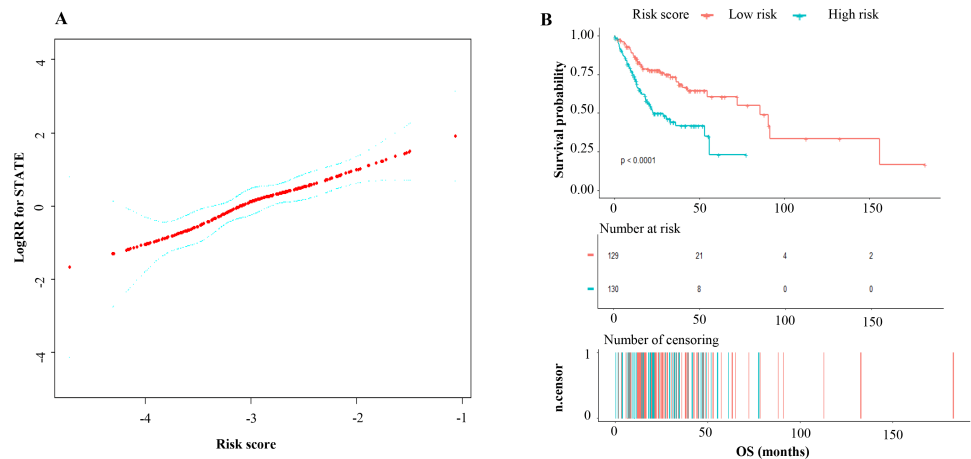 A
LogRR for STATE
4
2
0
-2
-4
-4
-3
-2
-1
Risk score
B
Risk score Low risk High risk
Survival probability
1.00
0.75
0.50
0.25
0.00
p < 0.0001
0 50 100 150
Number at risk
129 21 4 2
130 8 0 0
0 50 100 150
Number of censoring
n.censor
1
0
0 50 100 150
OS (months)